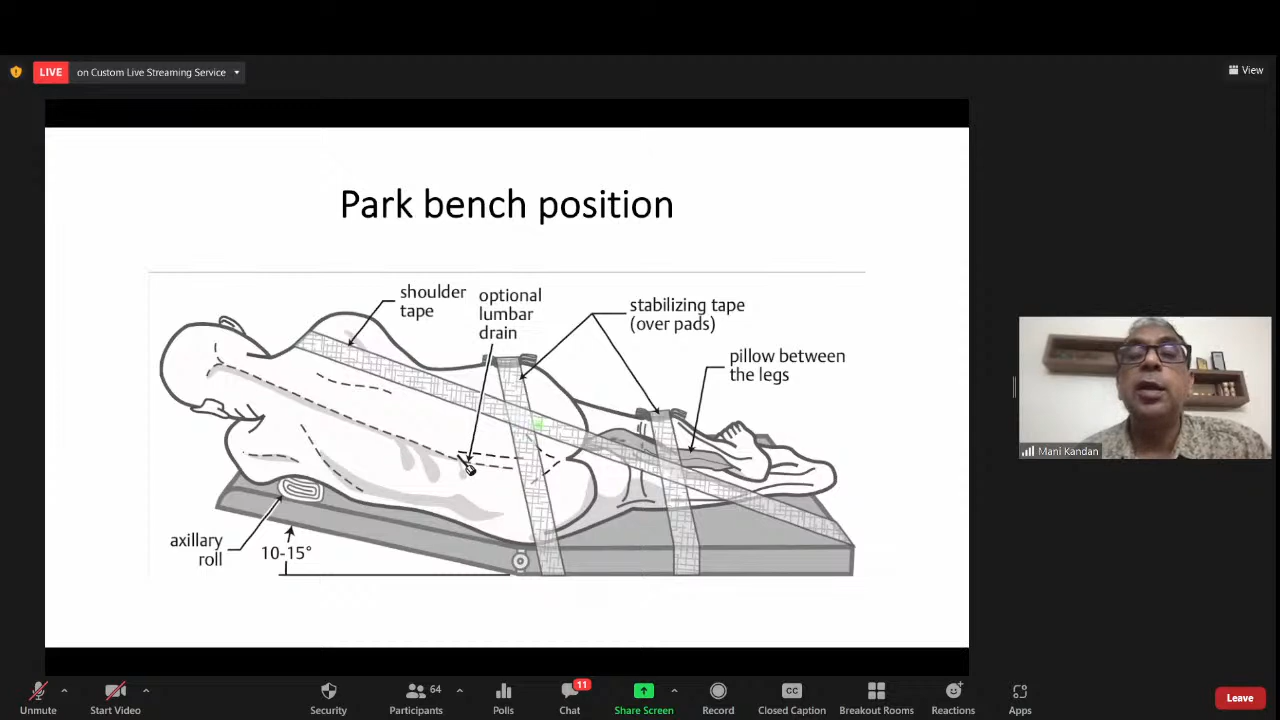 LIVE
on Custom Live Streaming Service
View
Park bench position
shoulder
tape
optional
lumbar
drain
stabilizing tape
(over pads)
pillow between
the legs
axillary
roll
10-15°
Mani Kandan
Unmute
Start Video
Security
64
Participants
Polls
11
Chat
Share Screen
Record
CC
Closed Caption
Breakout Rooms
Reactions
Apps
Leave